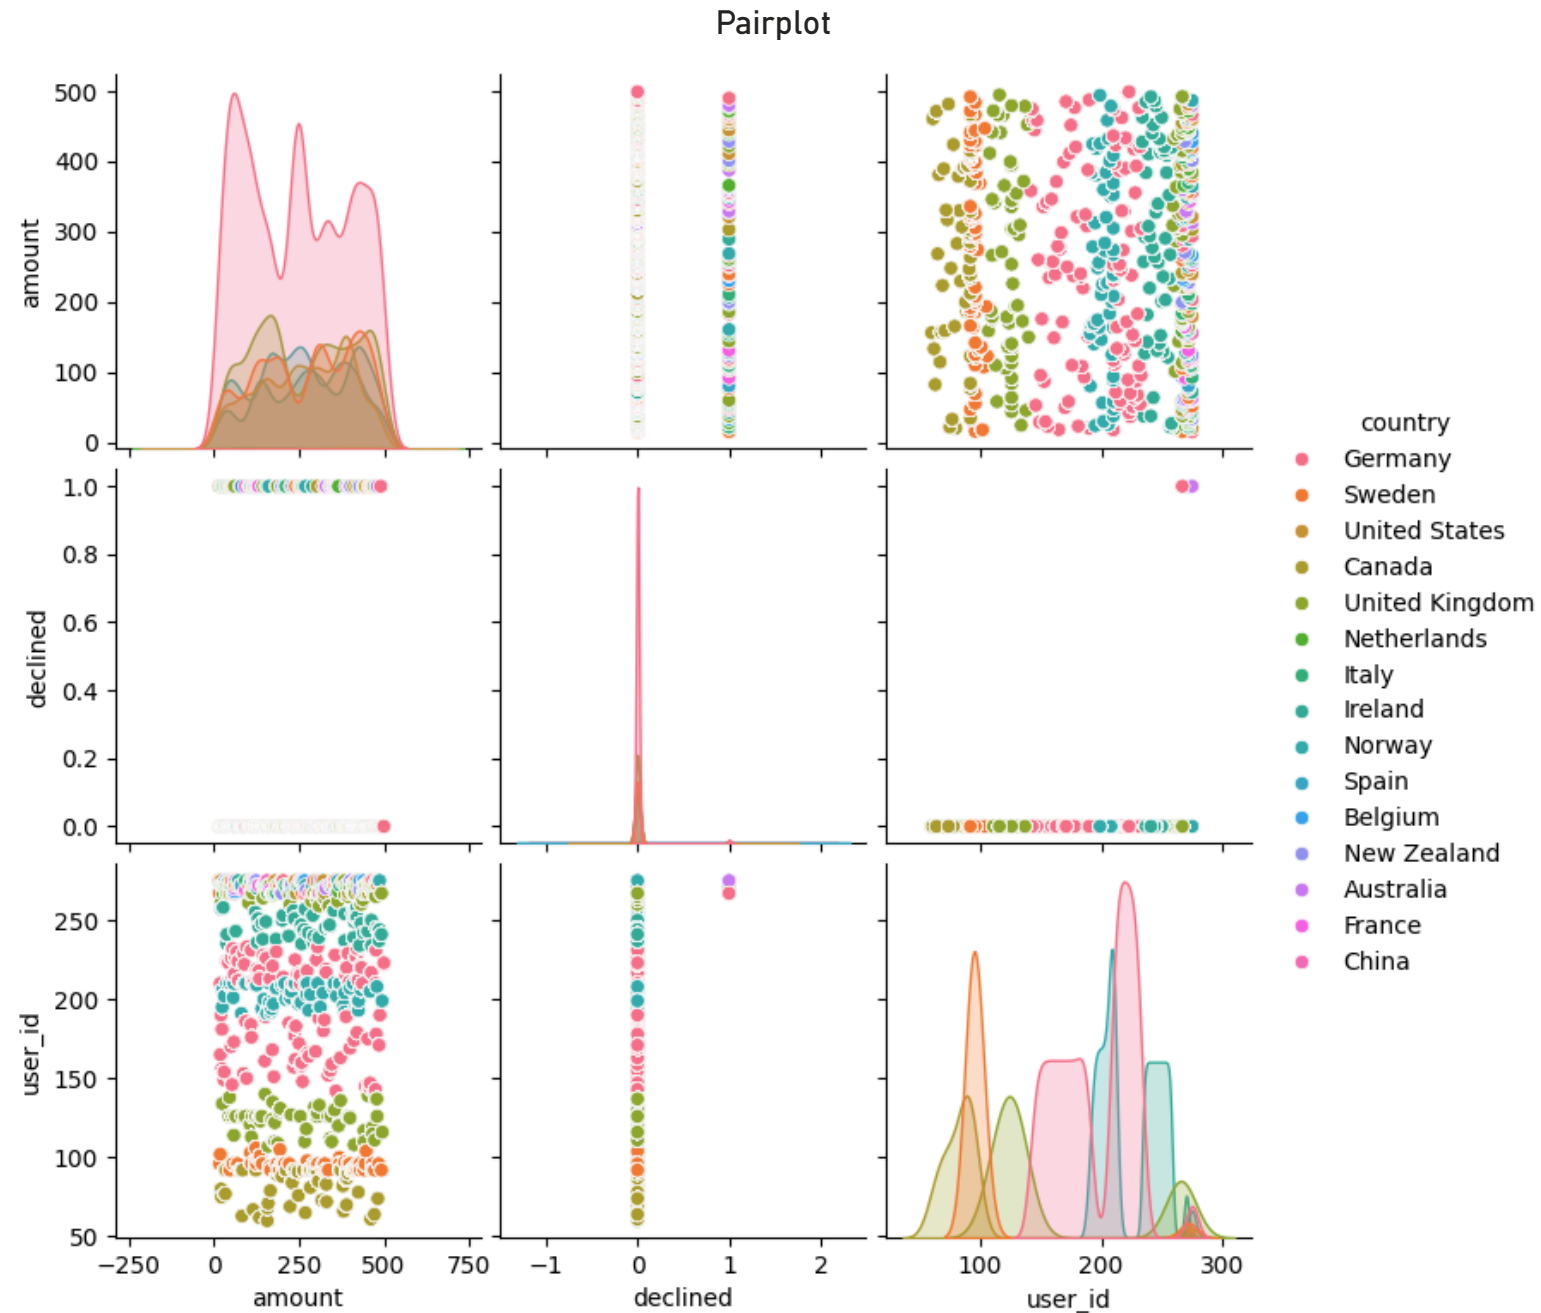 Pairplot
500
400
300
200
100
0
amount
1.0
0.8
0.6
0.4
0.2
0.0
declined
250
200
150
100
50
user_id
−250 0 250 500 750
amount
−1 0 1 2
declined
100 200 300
user_id
country
Germany
Sweden
United States
Canada
United Kingdom
Netherlands
Italy
Ireland
Norway
Spain
Belgium
New Zealand
Australia
France
China